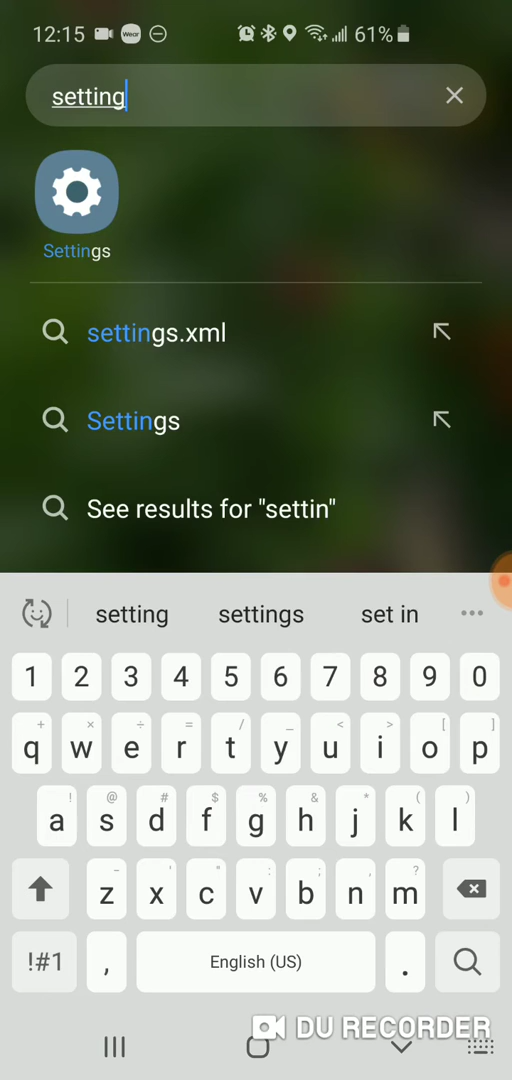 12:15 Wear 61%
setting
Settings
settings.xml
Settings
See results for "settin"
setting settings set in
1 2 3 4 5 6 7 8 9 0
+ × ÷ = / _ < > [ ]
q w e r t y u i o p
! @ # $ % & * ( )
a s d f g h j k l
- ' " : ; , ?
z x c v b n m
!#1 , English (US) .
DU RECORDER